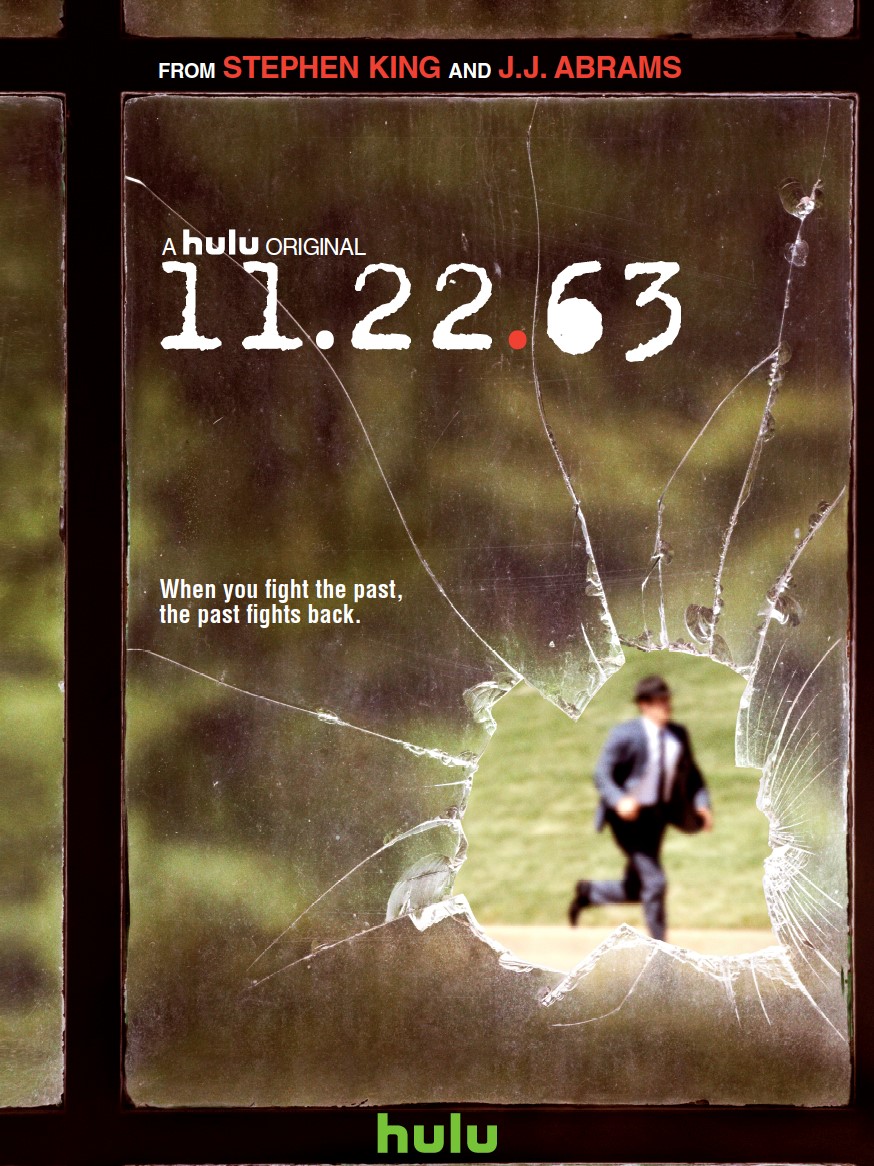 FROM STEPHEN KING AND J.J. ABRAMS
A hulu ORIGINAL
11.22.63
When you fight the past,
the past fights back.
hulu